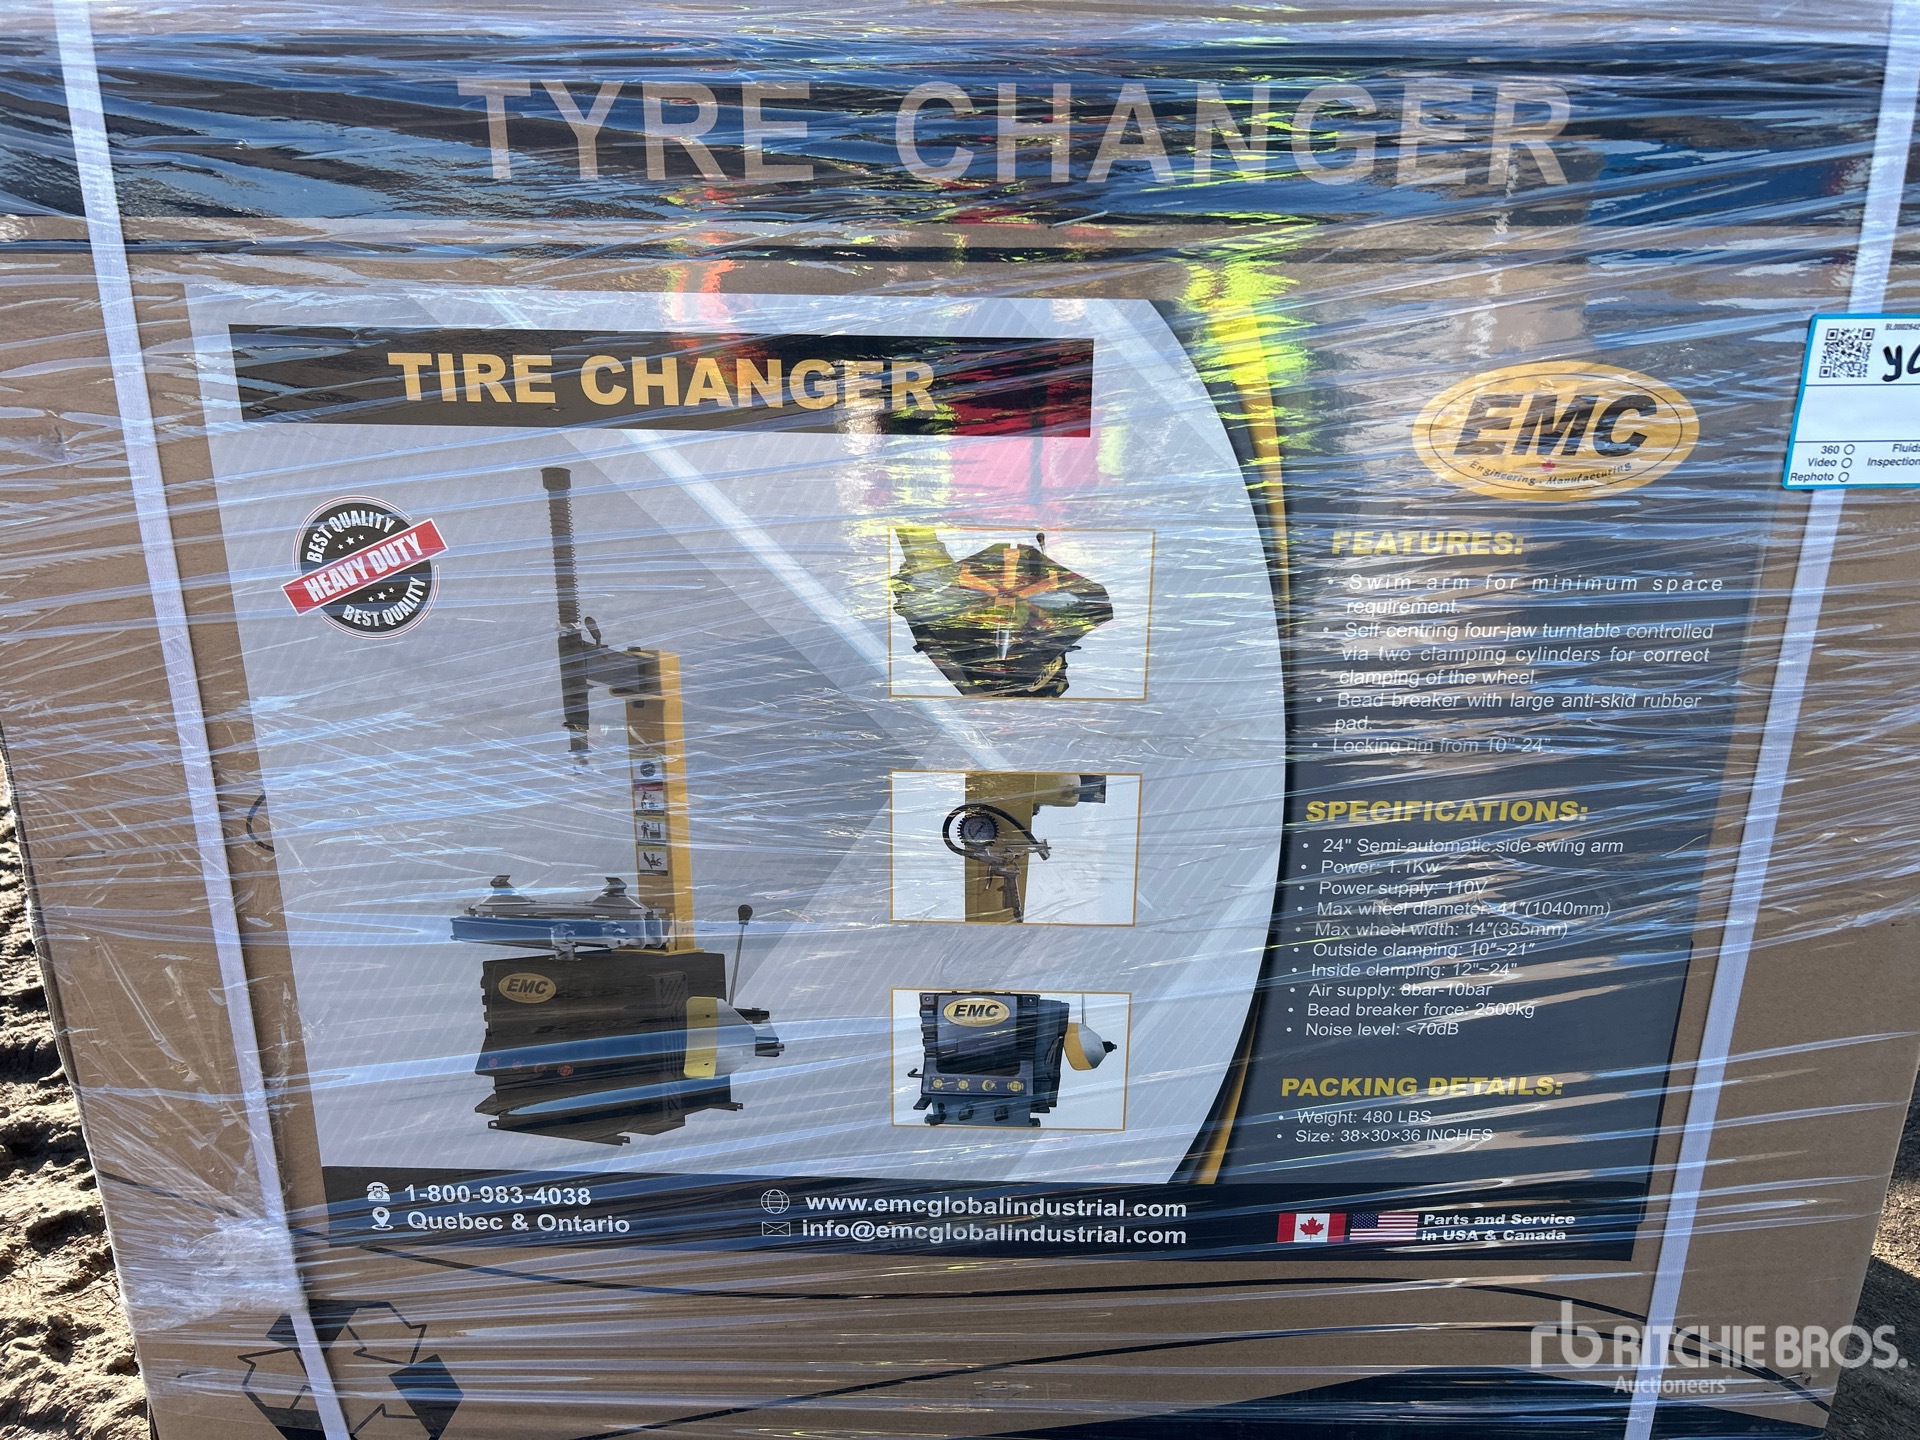 TYRE CHANGER
TIRE CHANGER
BEST QUALITY
HEAVY DUTY
BEST QUALITY
EMC
EMC
EMC
Engineering - Manufacturing
FEATURES:
• Swim arm for minimum space
requirement.
• Self-centring four-jaw turntable controlled
via two clamping cylinders for correct
clamping of the wheel.
• Bead breaker with large anti-skid rubber
pad.
• Locking rim from 10"-24".
SPECIFICATIONS:
• 24" Semi-automatic side swing arm
• Power: 1.1Kw
• Power supply: 110V
• Max wheel diameter: 41"(1040mm)
• Max wheel width: 14"(355mm)
• Outside clamping: 10"~21"
• Inside clamping: 12"~24"
• Air supply: 8bar-10bar
• Bead breaker force: 2500kg
• Noise level: <70dB
PACKING DETAILS:
• Weight: 480 LBS
• Size: 38×30×36 INCHES
1-800-983-4038
Quebec & Ontario
www.emcglobalindustrial.com
info@emcglobalindustrial.com
Parts and Service
in USA & Canada
360
Video
Rephoto
Fluids
Inspection
rb RITCHIE BROS.
Auctioneers